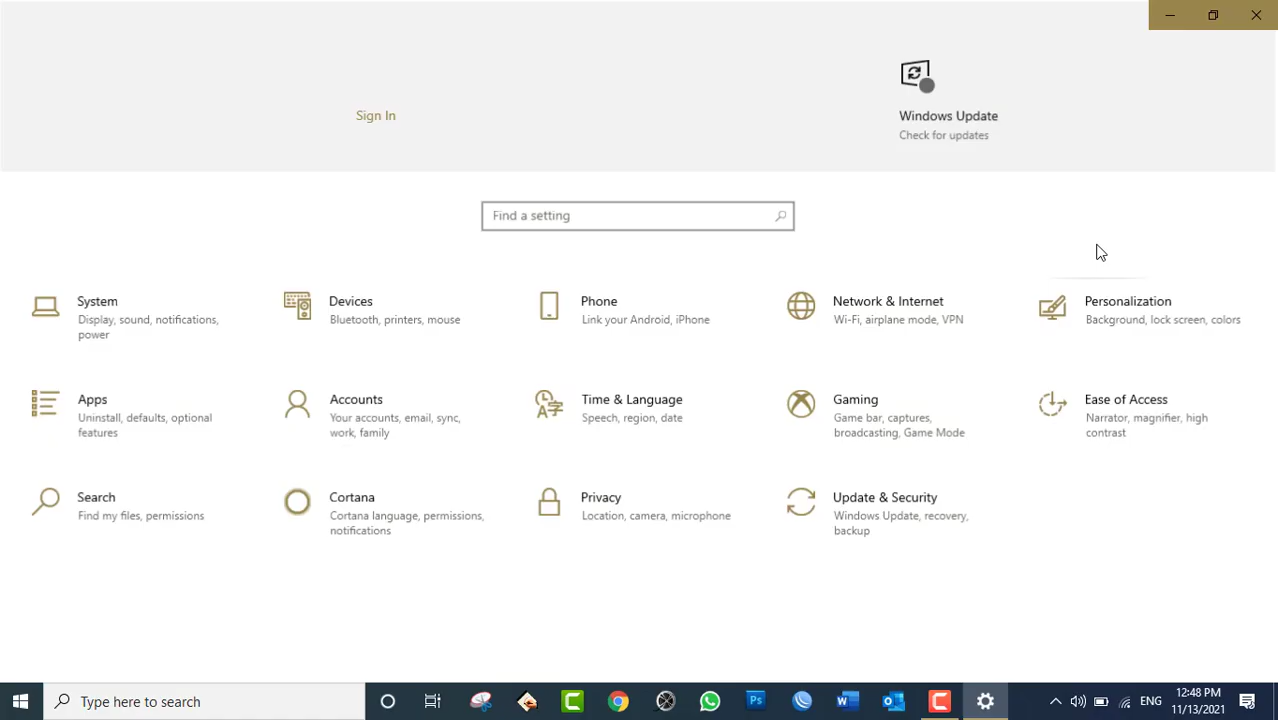 Sign In
Windows Update
Check for updates
Find a setting
System
Display, sound, notifications,
power
Devices
Bluetooth, printers, mouse
Phone
Link your Android, iPhone
Network & Internet
Wi-Fi, airplane mode, VPN
Personalization
Background, lock screen, colors
Apps
Uninstall, defaults, optional
features
Accounts
Your accounts, email, sync,
work, family
Time & Language
Speech, region, date
Gaming
Game bar, captures,
broadcasting, Game Mode
Ease of Access
Narrator, magnifier, high
contrast
Search
Find my files, permissions
Cortana
Cortana language, permissions,
notifications
Privacy
Location, camera, microphone
Update & Security
Windows Update, recovery,
backup
Type here to search
Ps
ENG
12:48 PM
11/13/2021